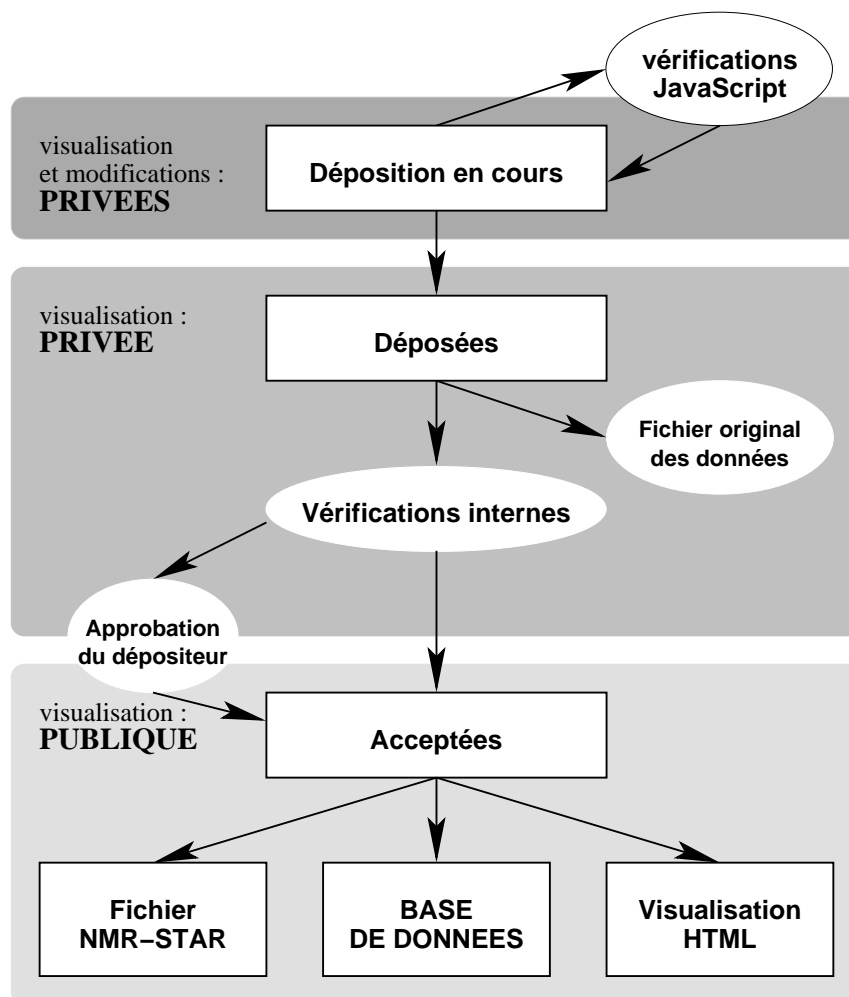 vérifications
JavaScript
visualisation
et modifications :
PRIVEES
Déposition en cours
visualisation :
PRIVEE
Déposées
Fichier original
des données
Vérifications internes
Approbation
du dépositeur
visualisation :
PUBLIQUE
Acceptées
Fichier
NMR−STAR
BASE
DE DONNEES
Visualisation
HTML